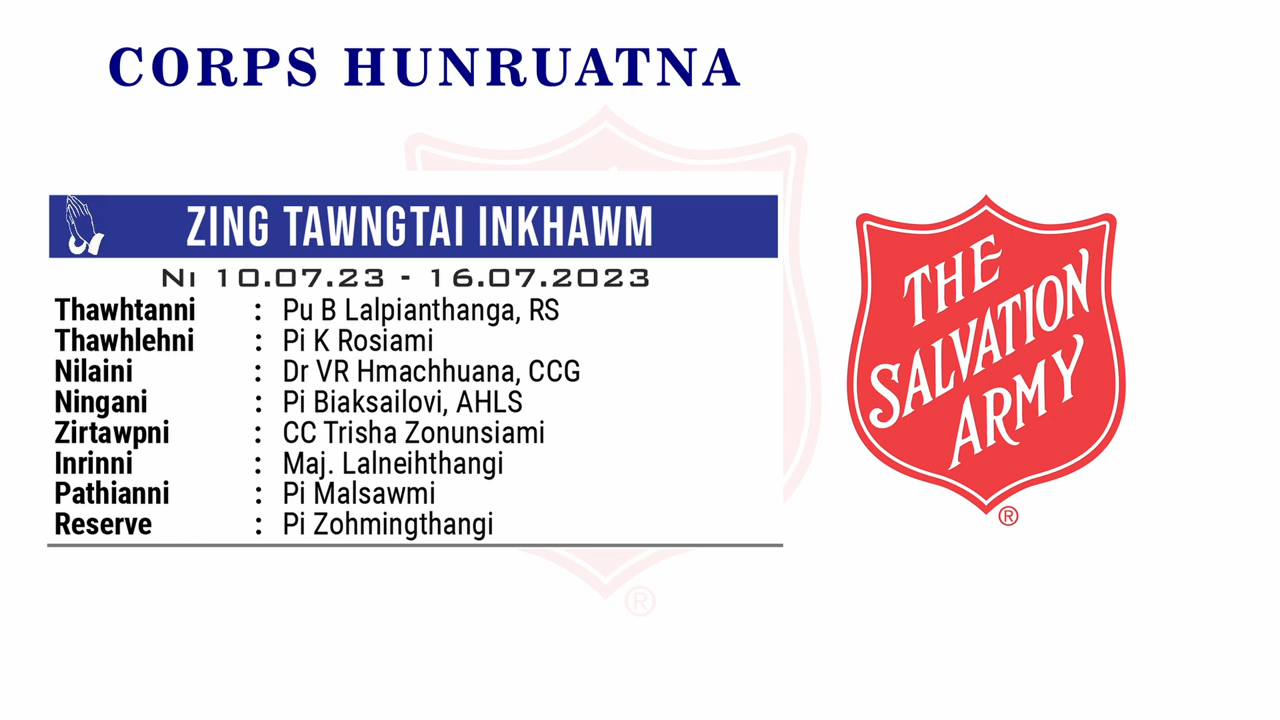 CORPS HUNRUATNA
ZING TAWNGTAI INKHAWM
Ni 10.07.23 - 16.07.2023
Thawhtanni : Pu B Lalpianthanga, RS
Thawhlehni : Pi K Rosiami
Nilaini : Dr VR Hmachhuana, CCG
Ningani : Pi Biaksailovi, AHLS
Zirtawpni : CC Trisha Zonunsiami
Inrinni : Maj. Lalneihthangi
Pathianni : Pi Malsawmi
Reserve : Pi Zohmingthangi
THE
SALVATION
ARMY
®
®